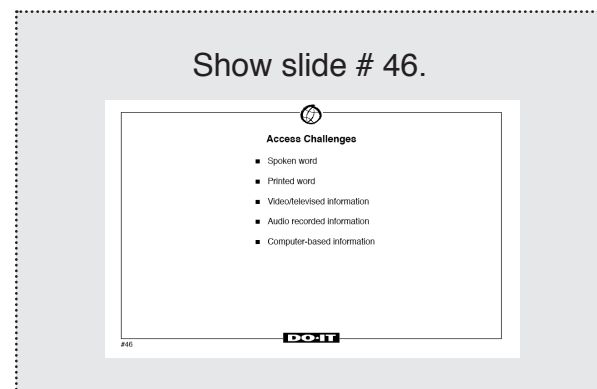 Show slide # 46.
Access Challenges
■ Spoken word
■ Printed word
■ Video/televised information
■ Audio recorded information
■ Computer-based information
DO-IT
#46